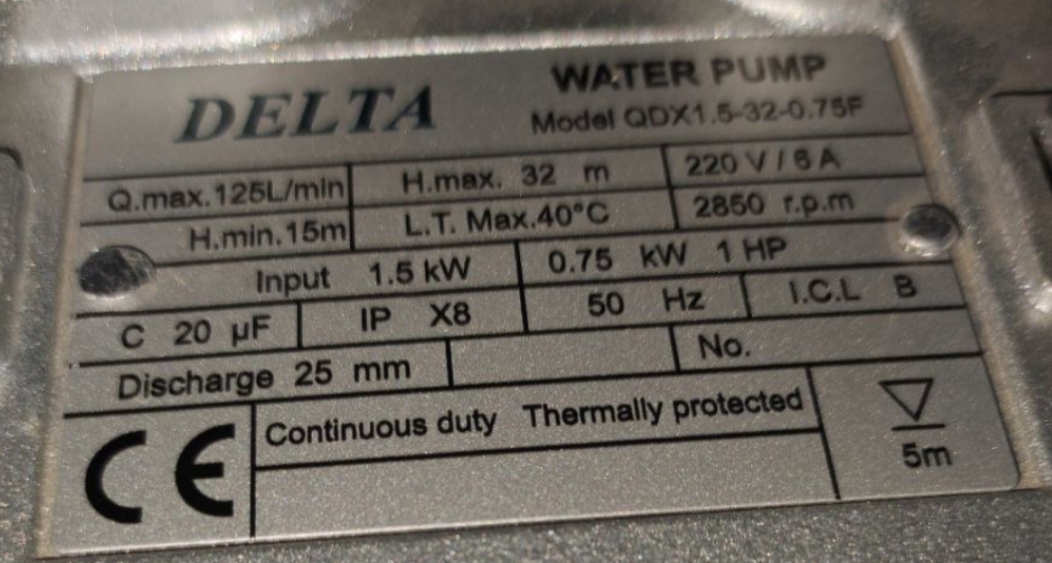 DELTA
WATER PUMP
Model QDX1.5-32-0.75F
Q.max.125L/min H.max. 32 m 220 V / 6 A
H.min.15m L.T. Max.40°C 2850 r.p.m
Input 1.5 kW 0.75 kW 1 HP
C 20 µF IP X8 50 Hz I.C.L B
Discharge 25 mm No.
CE Continuous duty Thermally protected
5m